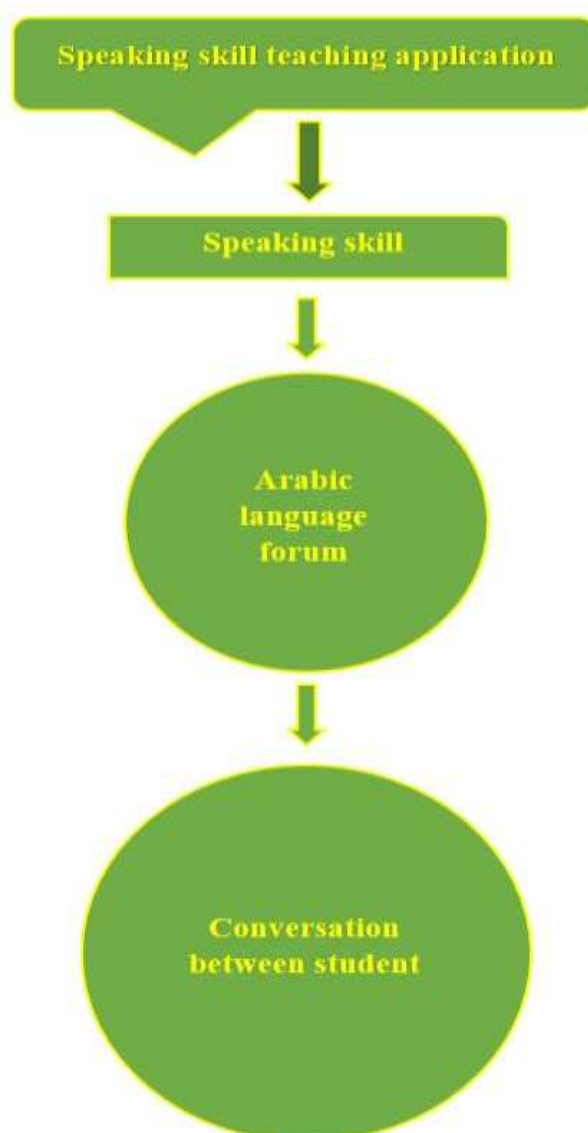 Speaking skill teaching application
Speaking skill
Arabic
language
forum
Conversation
between student